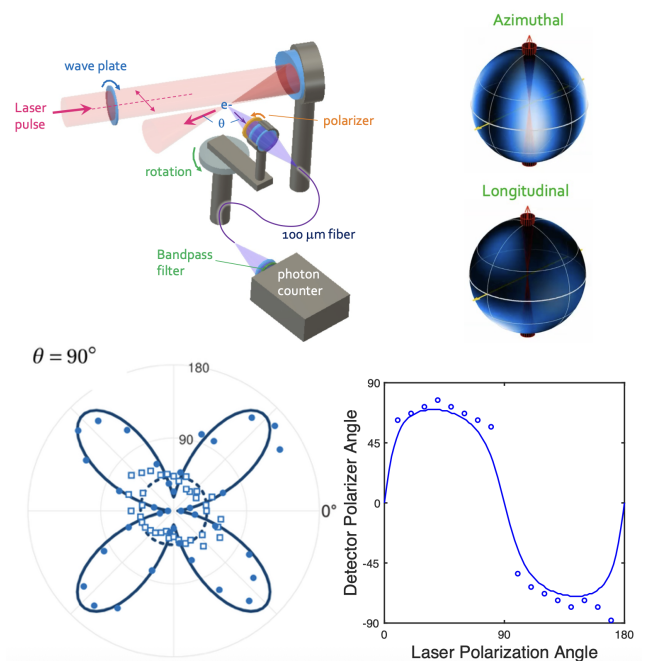 Azimuthal
wave plate
Laser
pulse
e-
θ
polarizer
rotation
Longitudinal
100 μm fiber
Bandpass
filter
photon
counter
θ = 90°
180
90
0°
90
45
0
-45
-90
Detector Polarizer Angle
0
90
180
Laser Polarization Angle